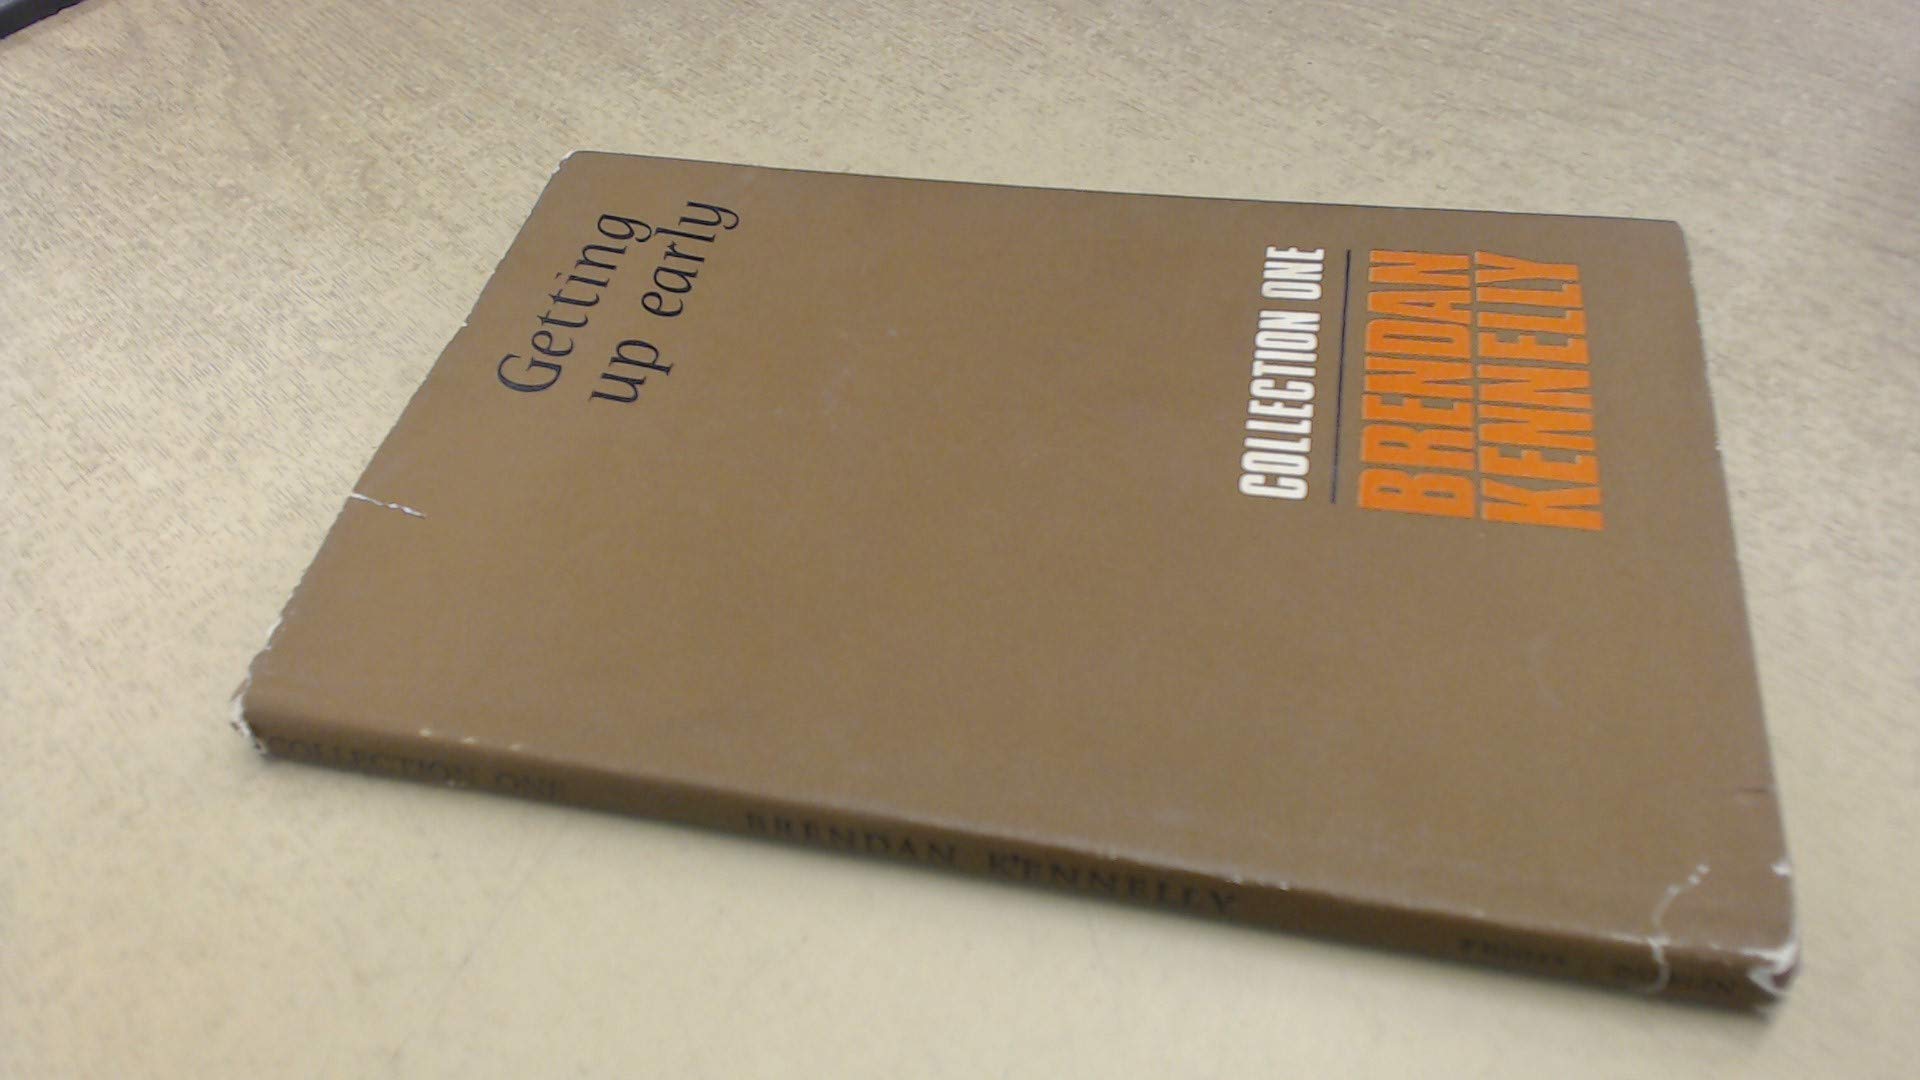 Getting
up early
COLLECTION ONE
BRENDAN
KENNELLY
COLLECTION ONE BRENDAN KENNELLY